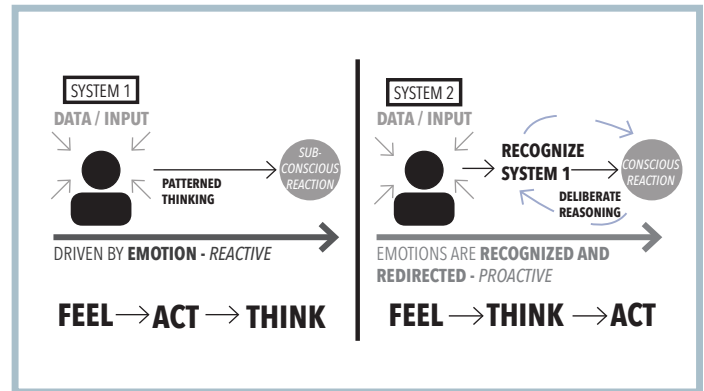 SYSTEM 1
DATA / INPUT
PATTERNED
THINKING
SUB-
CONSCIOUS
REACTION
DRIVEN BY EMOTION - REACTIVE
FEEL → ACT → THINK
SYSTEM 2
DATA / INPUT
RECOGNIZE
SYSTEM 1
DELIBERATE
REASONING
CONSCIOUS
REACTION
EMOTIONS ARE RECOGNIZED AND
REDIRECTED - PROACTIVE
FEEL → THINK → ACT